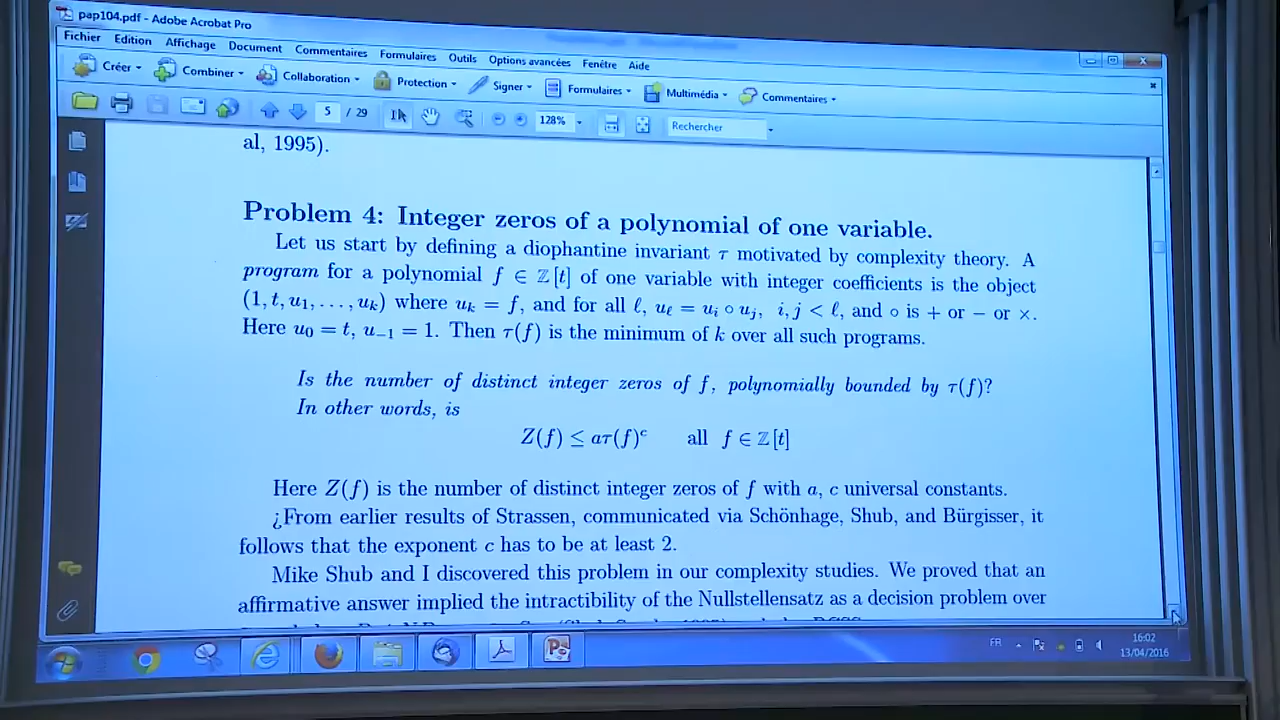 pap104.pdf - Adobe Acrobat Pro
Fichier Edition Affichage Document Commentaires Formulaires Outils Options avancées Fenêtre Aide
Créer Combiner Collaboration Protection Signer Formulaires Multimédia Commentaires
5 / 29 128% Rechercher
al, 1995).
Problem 4: Integer zeros of a polynomial of one variable.
Let us start by defining a diophantine invariant τ motivated by complexity theory. A
program for a polynomial f ∈ ℤ[t] of one variable with integer coefficients is the object
(1, t, u₁, . . . , uₖ) where uₖ = f, and for all ℓ, u_ℓ = uᵢ ∘ uⱼ, i, j < ℓ, and ∘ is + or − or ×.
Here u₀ = t, u₋₁ = 1. Then τ(f) is the minimum of k over all such programs.
Is the number of distinct integer zeros of f, polynomially bounded by τ(f)?
In other words, is
Z(f) ≤ aτ(f)ᶜ all f ∈ ℤ[t]
Here Z(f) is the number of distinct integer zeros of f with a, c universal constants.
¿From earlier results of Strassen, communicated via Schönhage, Shub, and Bürgisser, it
follows that the exponent c has to be at least 2.
Mike Shub and I discovered this problem in our complexity studies. We proved that an
affirmative answer implied the intractibility of the Nullstellensatz as a decision problem over
FR 16:02
13/04/2016